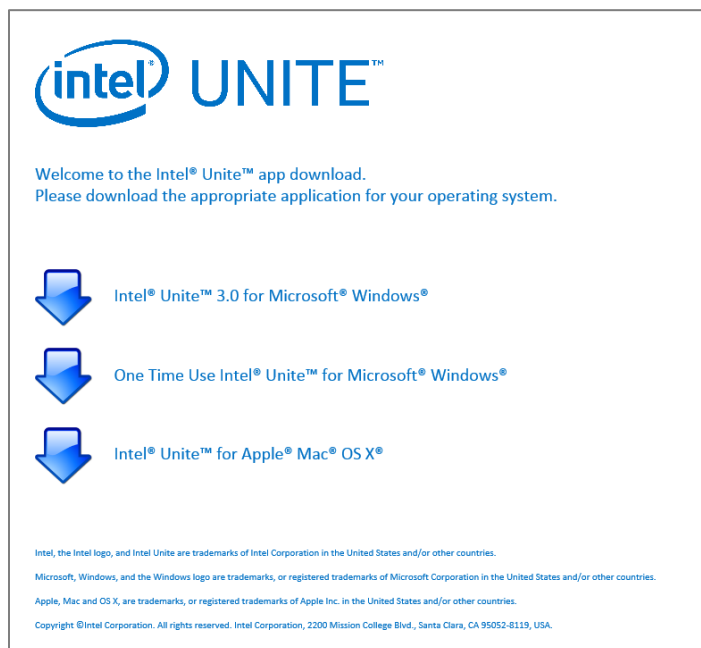 intel® UNITE™
Welcome to the Intel® Unite™ app download.
Please download the appropriate application for your operating system.
Intel® Unite™ 3.0 for Microsoft® Windows®
One Time Use Intel® Unite™ for Microsoft® Windows®
Intel® Unite™ for Apple® Mac® OS X®
Intel, the Intel logo, and Intel Unite are trademarks of Intel Corporation in the United States and/or other countries.
Microsoft, Windows, and the Windows logo are trademarks, or registered trademarks of Microsoft Corporation in the United States and/or other countries.
Apple, Mac and OS X, are trademarks, or registered trademarks of Apple Inc. in the United States and/or other countries.
Copyright ©Intel Corporation. All rights reserved. Intel Corporation, 2200 Mission College Blvd., Santa Clara, CA 95052-8119, USA.